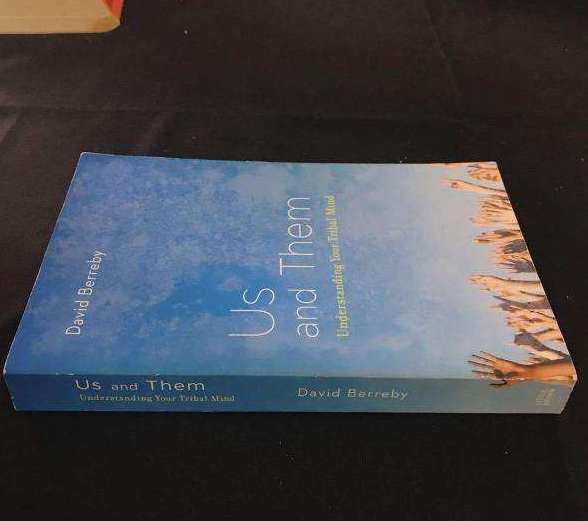 David Berreby
Us
and Them
Understanding Your Tribal Mind
Us and Them
Understanding Your Tribal Mind
David Berreby